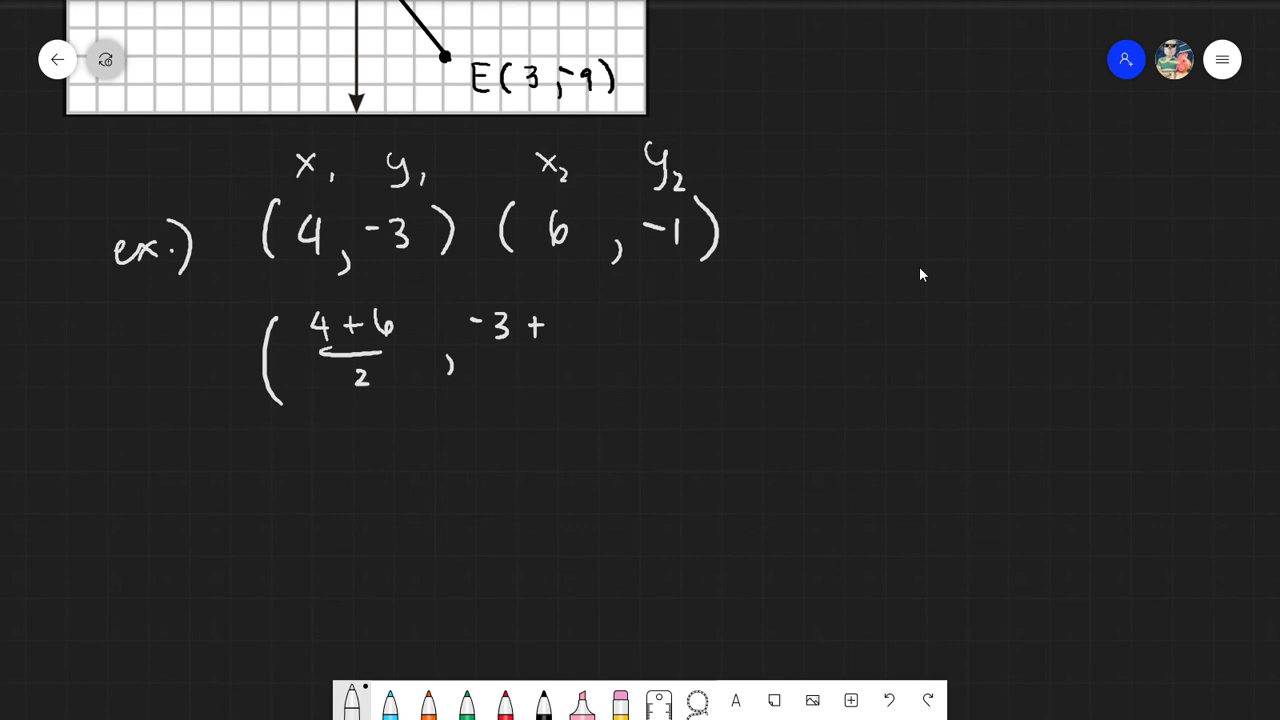 E(3,-9)
x₁ y₁ x₂ y₂
ex.) (4,-3) (6,-1)
(4+6/2, -3+
A